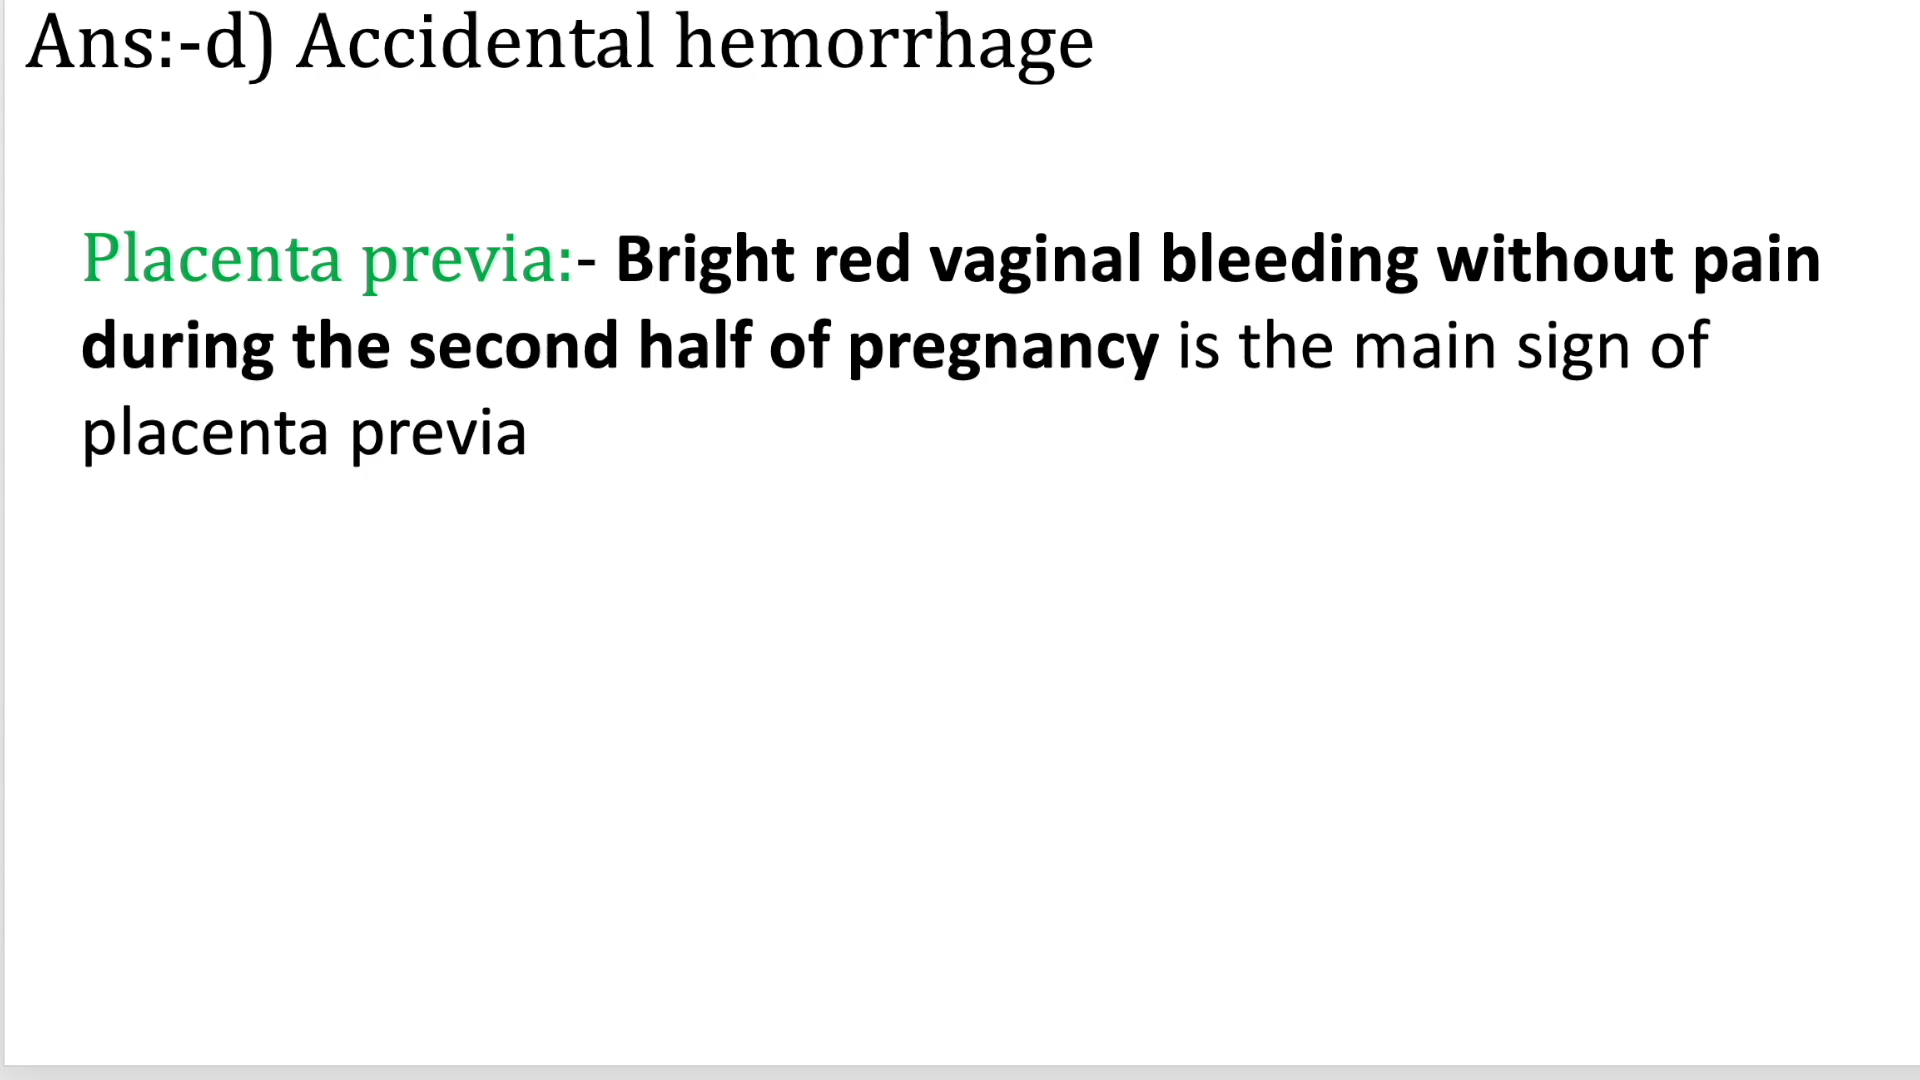 Ans:-d) Accidental hemorrhage
Placenta previa:- Bright red vaginal bleeding without pain
during the second half of pregnancy is the main sign of
placenta previa